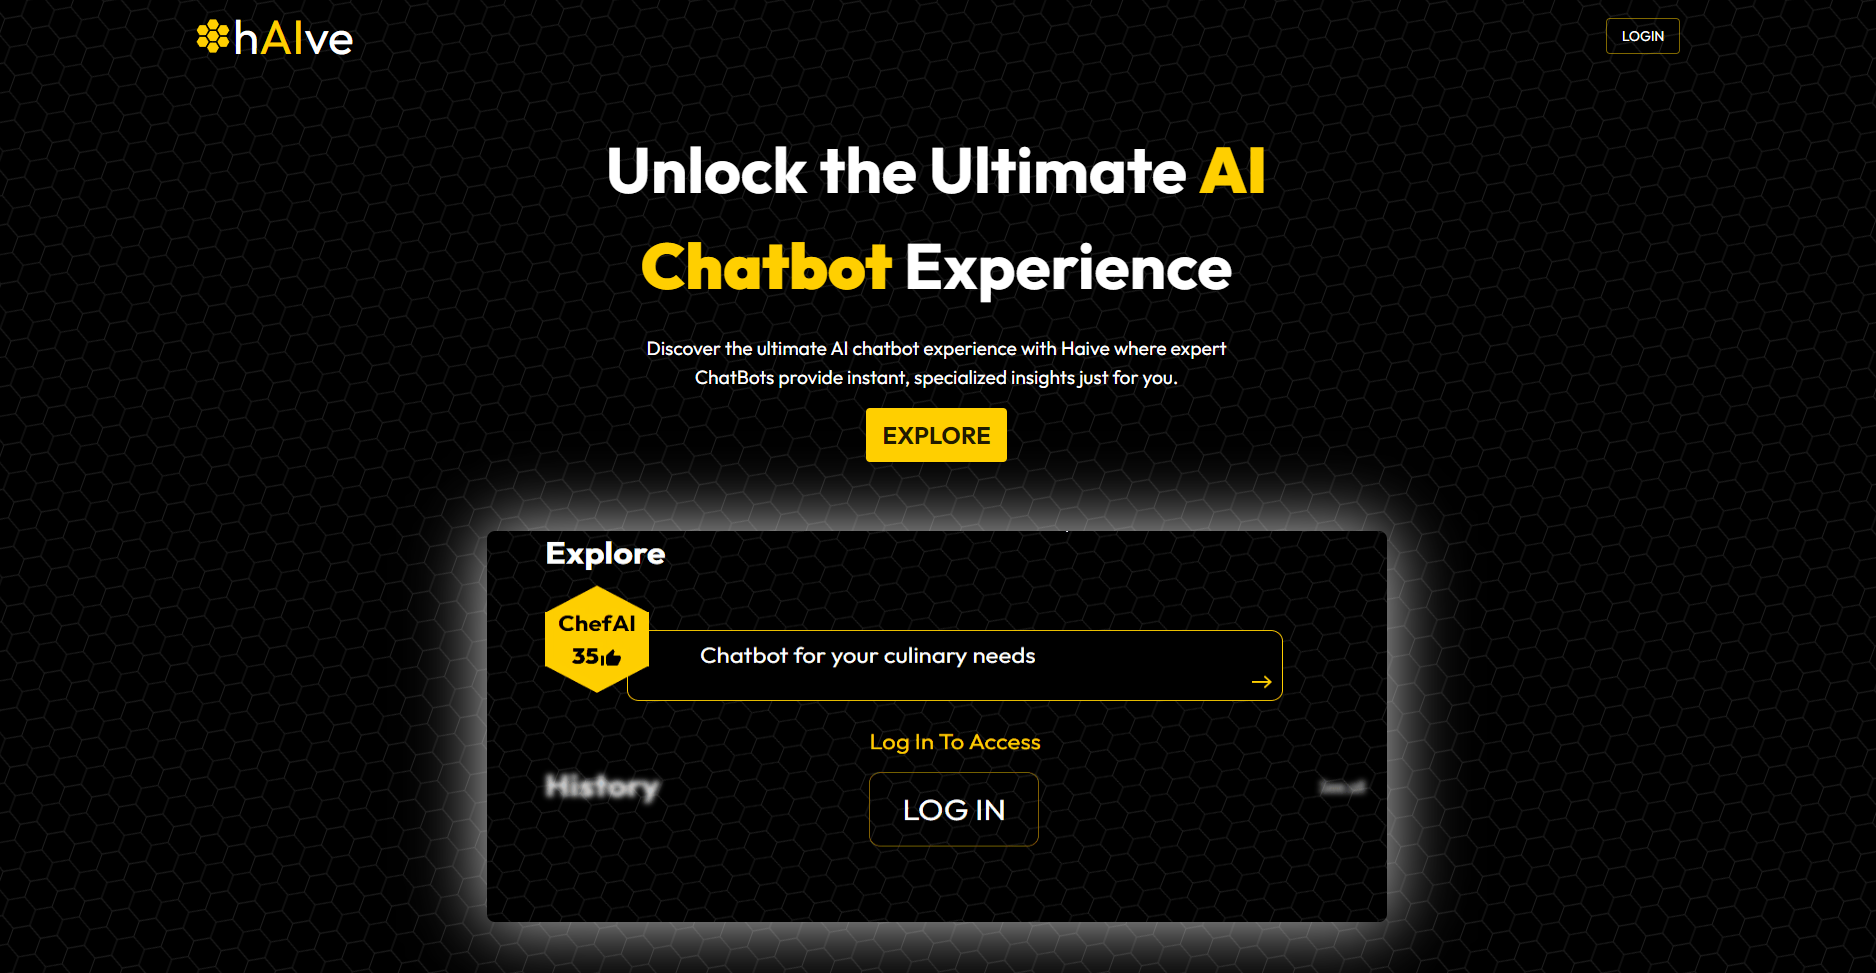 hAIve
LOGIN
Unlock the Ultimate AI
Chatbot Experience
Discover the ultimate AI chatbot experience with Haive where expert
ChatBots provide instant, specialized insights just for you.
EXPLORE
Explore
ChefAI
35
Chatbot for your culinary needs
Log In To Access
History
LOG IN